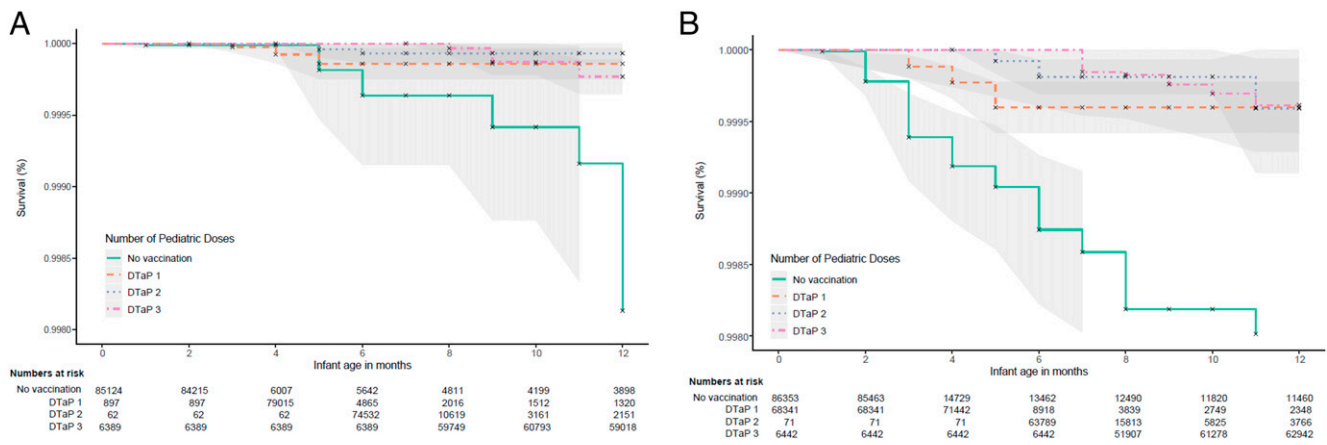 A
1.0000
0.9995
0.9990
0.9985
0.9980
Survival (%)
Number of Pediatric Doses
No vaccination
DTaP 1
DTaP 2
DTaP 3
0 2 4 6 8 10 12
Infant age in months
Numbers at risk
No vaccination 85124 84215 6007 5642 4811 4199 3898
DTaP 1 897 897 79015 4865 2016 1512 1320
DTaP 2 62 62 62 74532 10619 3161 2151
DTaP 3 6389 6389 6389 6389 59749 60793 59018
B
1.0000
0.9995
0.9990
0.9985
0.9980
Survival (%)
Number of Pediatric Doses
No vaccination
DTaP 1
DTaP 2
DTaP 3
0 2 4 6 8 10 12
Infant age in months
Numbers at risk
No vaccination 86353 85463 14729 13462 12490 11820 11460
DTaP 1 68341 68341 71442 8918 3839 2749 2348
DTaP 2 71 71 71 63789 15813 5825 3766
DTaP 3 6442 6442 6442 6442 51907 61278 62942